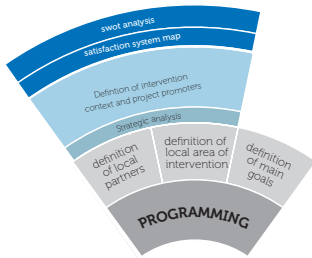 swot analysis
satisfaction system map
Defintion of intervention
context and project promoters
Strategic analysis
definition
of local
partners
definition of
local area of
intervention
definition
of main
goals
PROGRAMMING